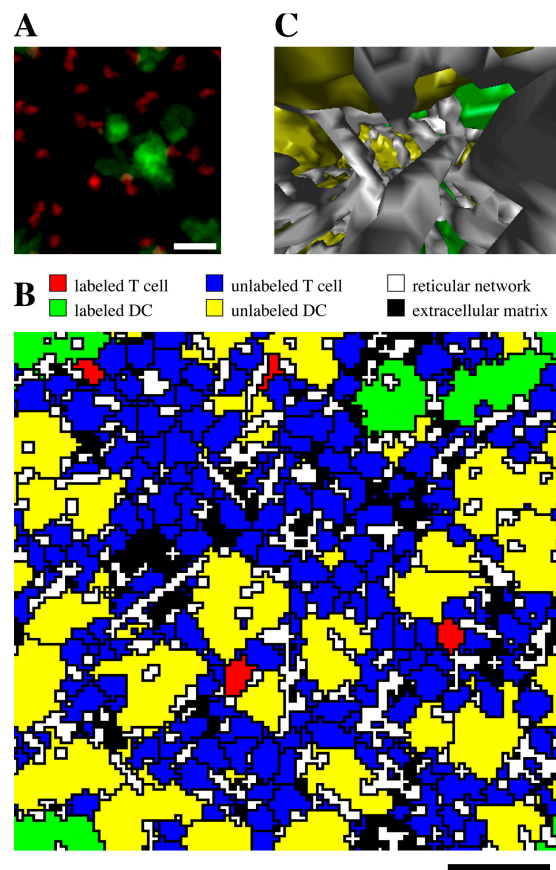 A
C
B
labeled T cell
unlabeled T cell
reticular network
labeled DC
unlabeled DC
extracellular matrix